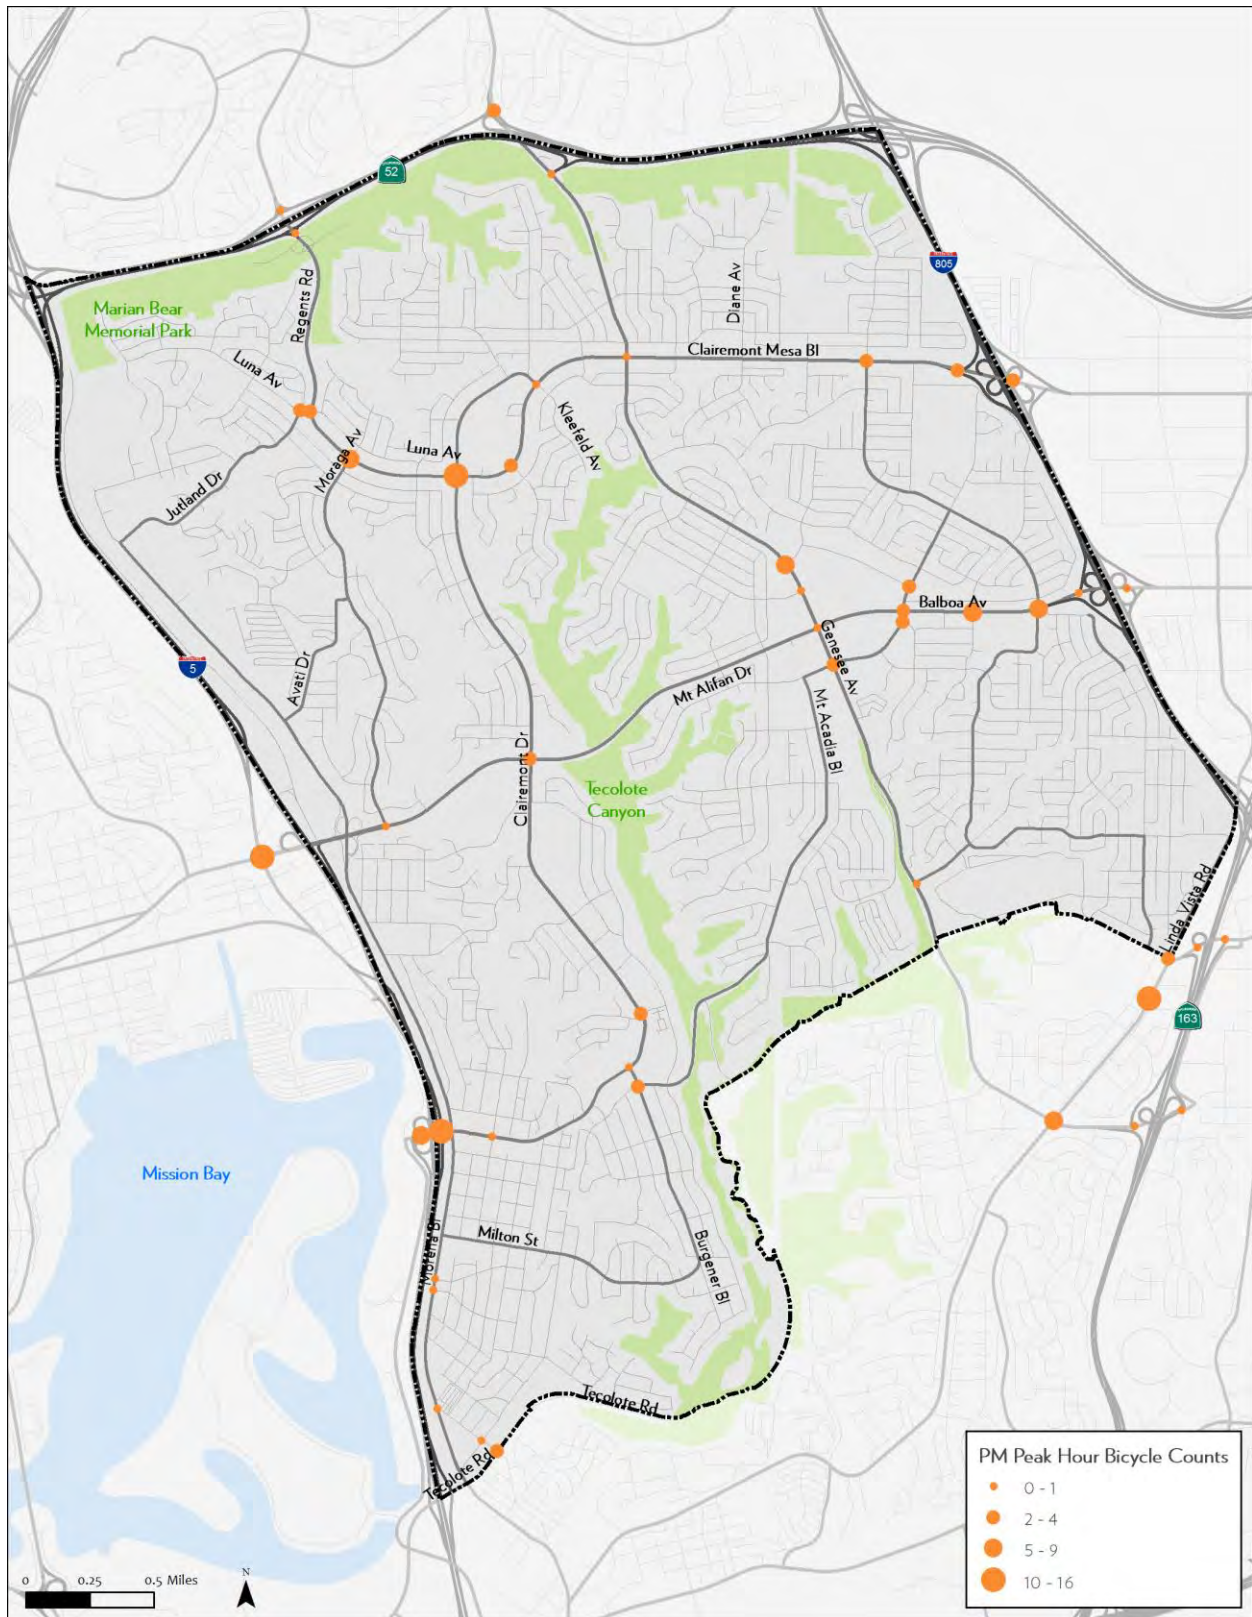 52
805
Marian Bear
Memorial Park
Regents Rd
Diane Av
Clairemont Mesa Bl
Luna Av
Kleefeld Av
Luna Av
Moraga Av
Jutland Dr
Balboa Av
Genesee Av
5
Avati Dr
Mt Alifan Dr
Mt Acadia Bl
Clairemont Dr
Tecolote
Canyon
Linda Vista Rd
163
Mission Bay
Morena Bl
Milton St
Burgener Bl
Tecolote Rd
Tecolote Rd
PM Peak Hour Bicycle Counts
0 - 1
2 - 4
5 - 9
10 - 16
0 0.25 0.5 Miles
N